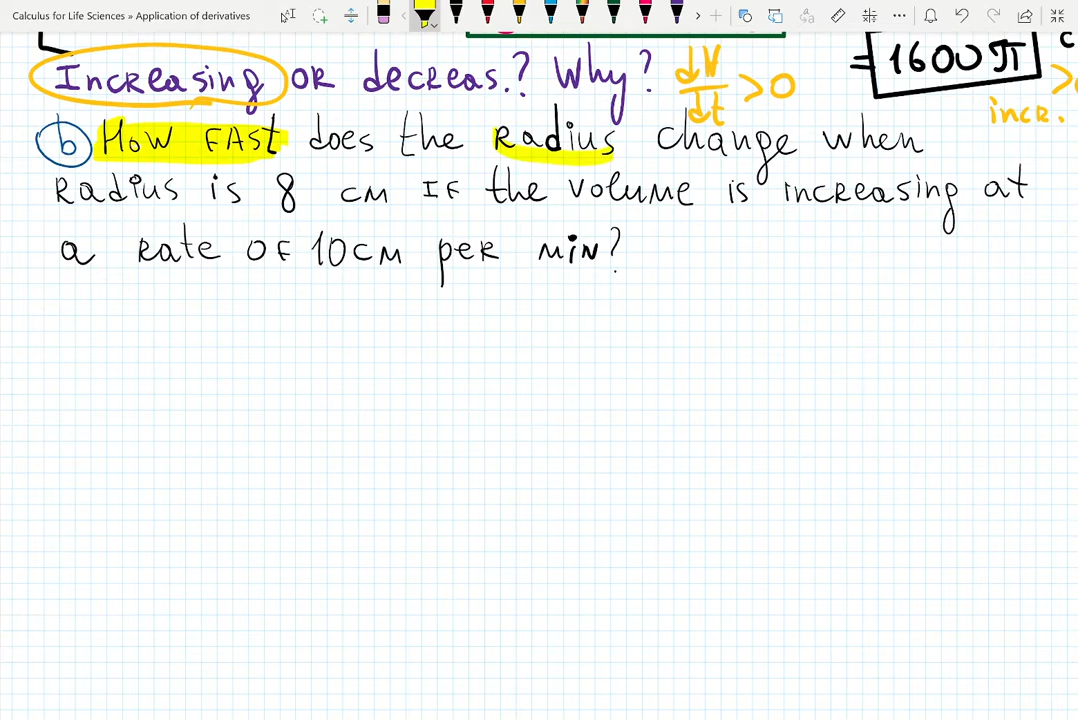 Calculus for Life Sciences » Application of derivatives
Increasing OR decreas.? Why? dV/dt > 0
= 1600π
incr.
b How FASt does the Radius change when
Radius is 8 cm IF the volume is increasing at
a Rate OF 10cm per min?